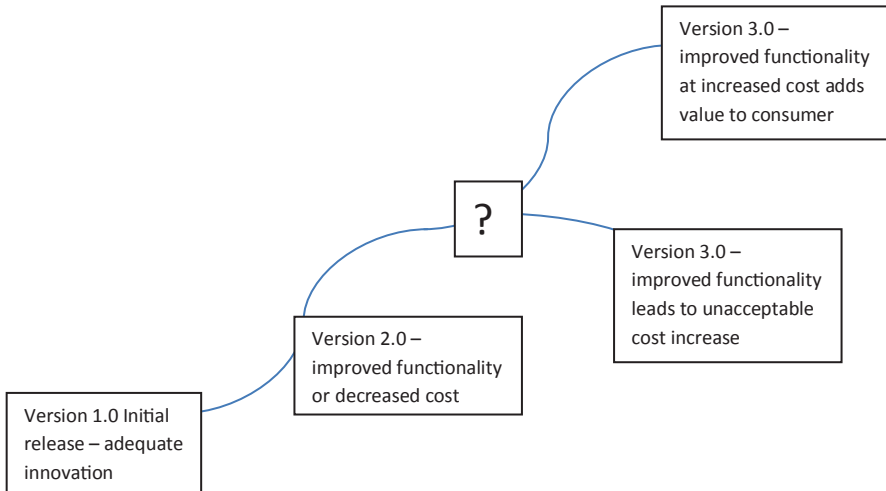 Version 1.0 Initial
release – adequate
innovation
Version 2.0 –
improved functionality
or decreased cost
?
Version 3.0 –
improved functionality
at increased cost adds
value to consumer
Version 3.0 –
improved functionality
leads to unacceptable
cost increase